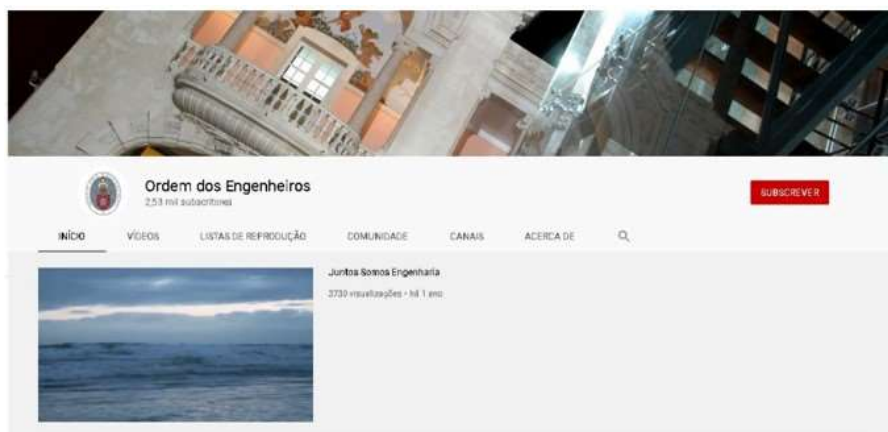 Ordem dos Engenheiros
2,53 mil subscritores
SUBSCREVER
INÍCIO VÍDEOS LISTAS DE REPRODUÇÃO COMUNIDADE CANAIS ACERCA DE
Juntos Somos Engenharia
3730 visualizações • há 1 ano